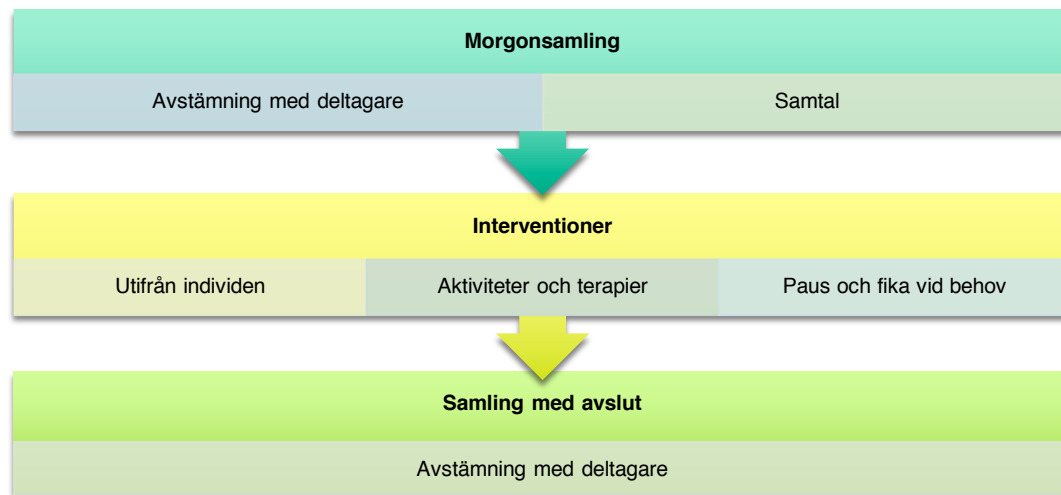 Morgonsamling
Avstämning med deltagare
Samtal
Interventioner
Utifrån individen
Aktiviteter och terapier
Paus och fika vid behov
Samling med avslut
Avstämning med deltagare